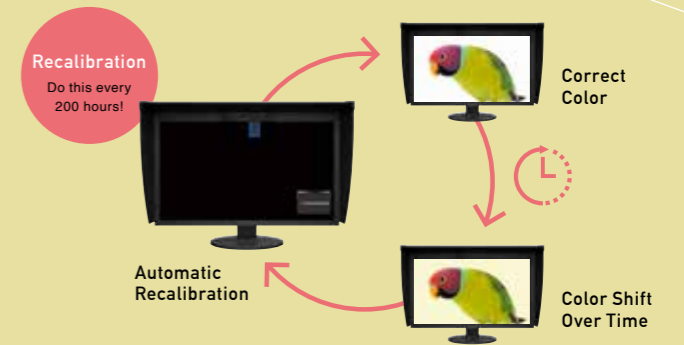 Recalibration
Do this every
200 hours!
Correct
Color
Automatic
Recalibration
Color Shift
Over Time